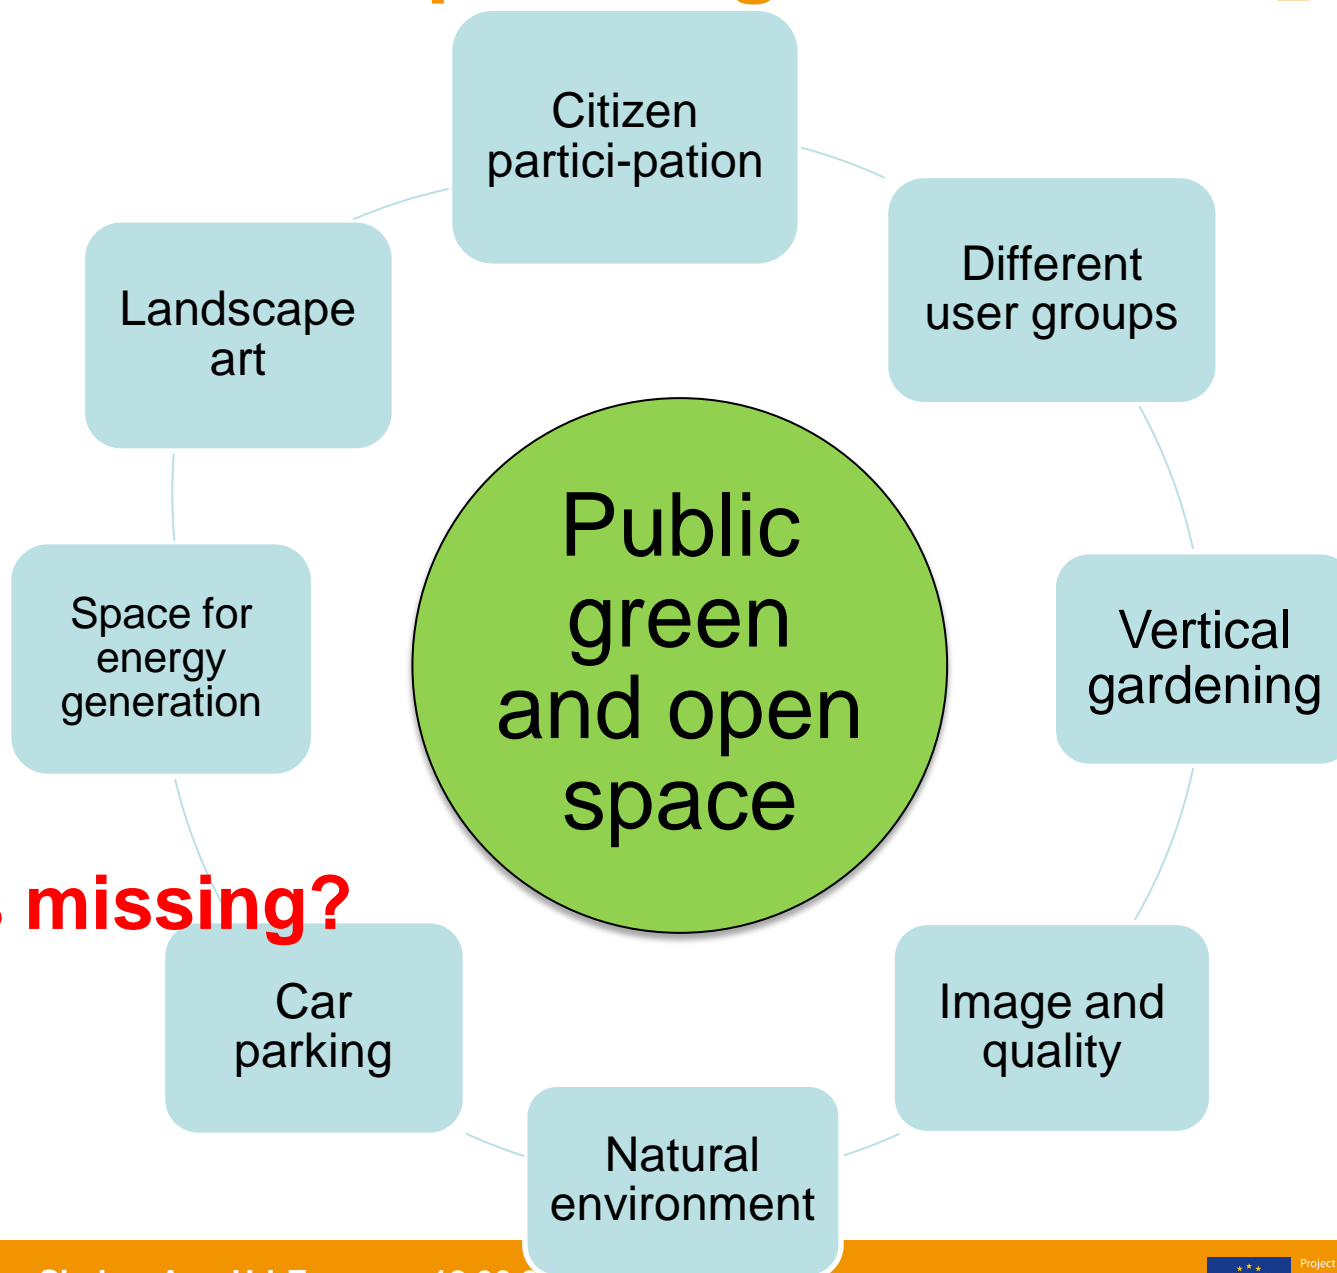 Citizen
partici-pation
Different
user groups
Landscape
art
Public
green
and open
space
Space for
energy
generation
Vertical
gardening
missing?
Car
parking
Image and
quality
Natural
environment
Project